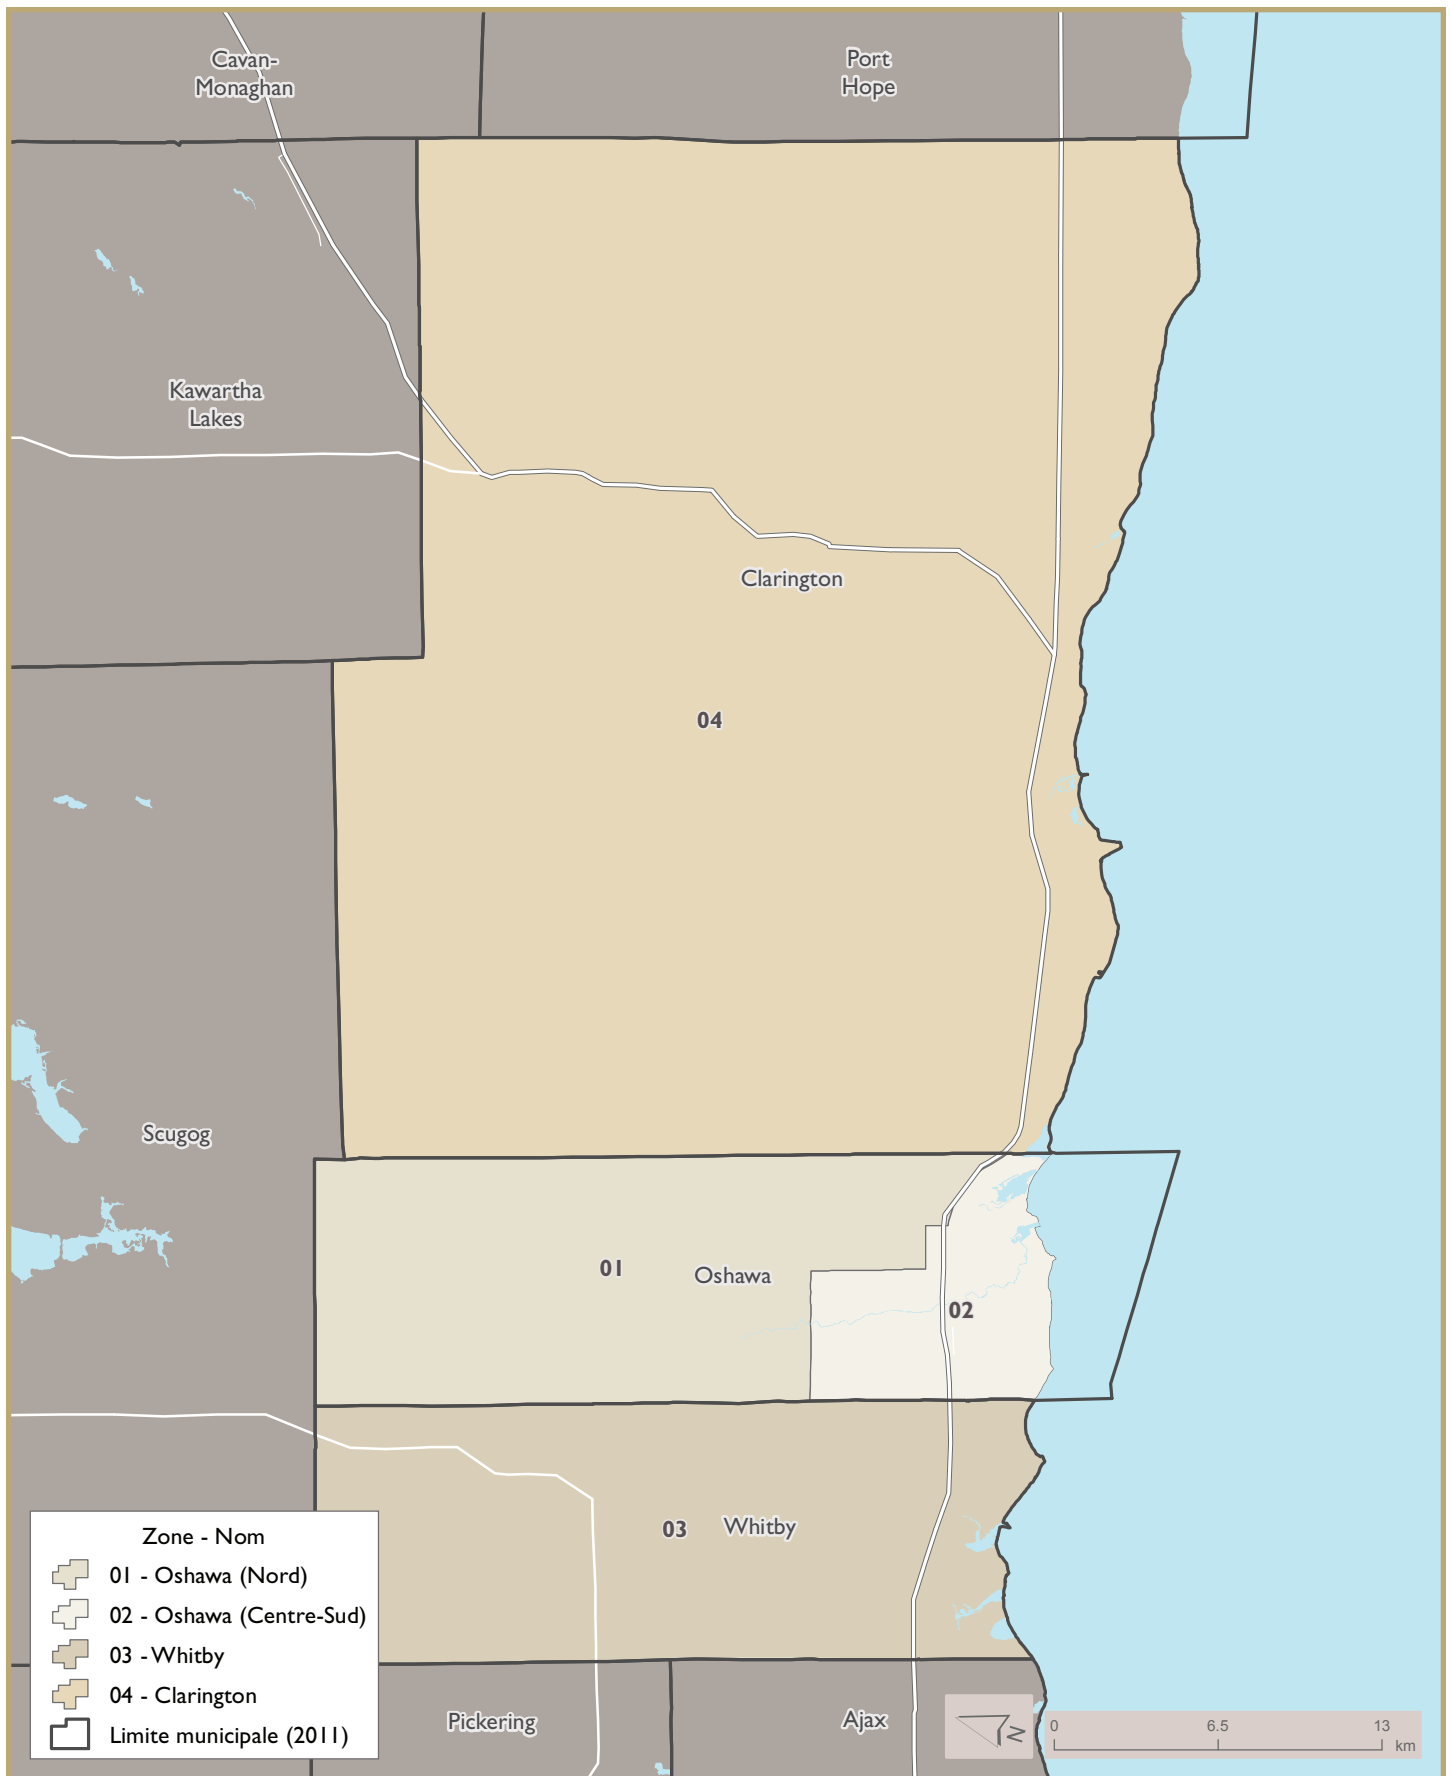 Cavan-
Monaghan
Port
Hope
Kawartha
Lakes
Clarington
04
Scugog
01
Oshawa
02
03
Whitby
Zone - Nom
01 - Oshawa (Nord)
02 - Oshawa (Centre-Sud)
03 - Whitby
04 - Clarington
Limite municipale (2011)
Pickering
Ajax
N
0 6.5 13
km